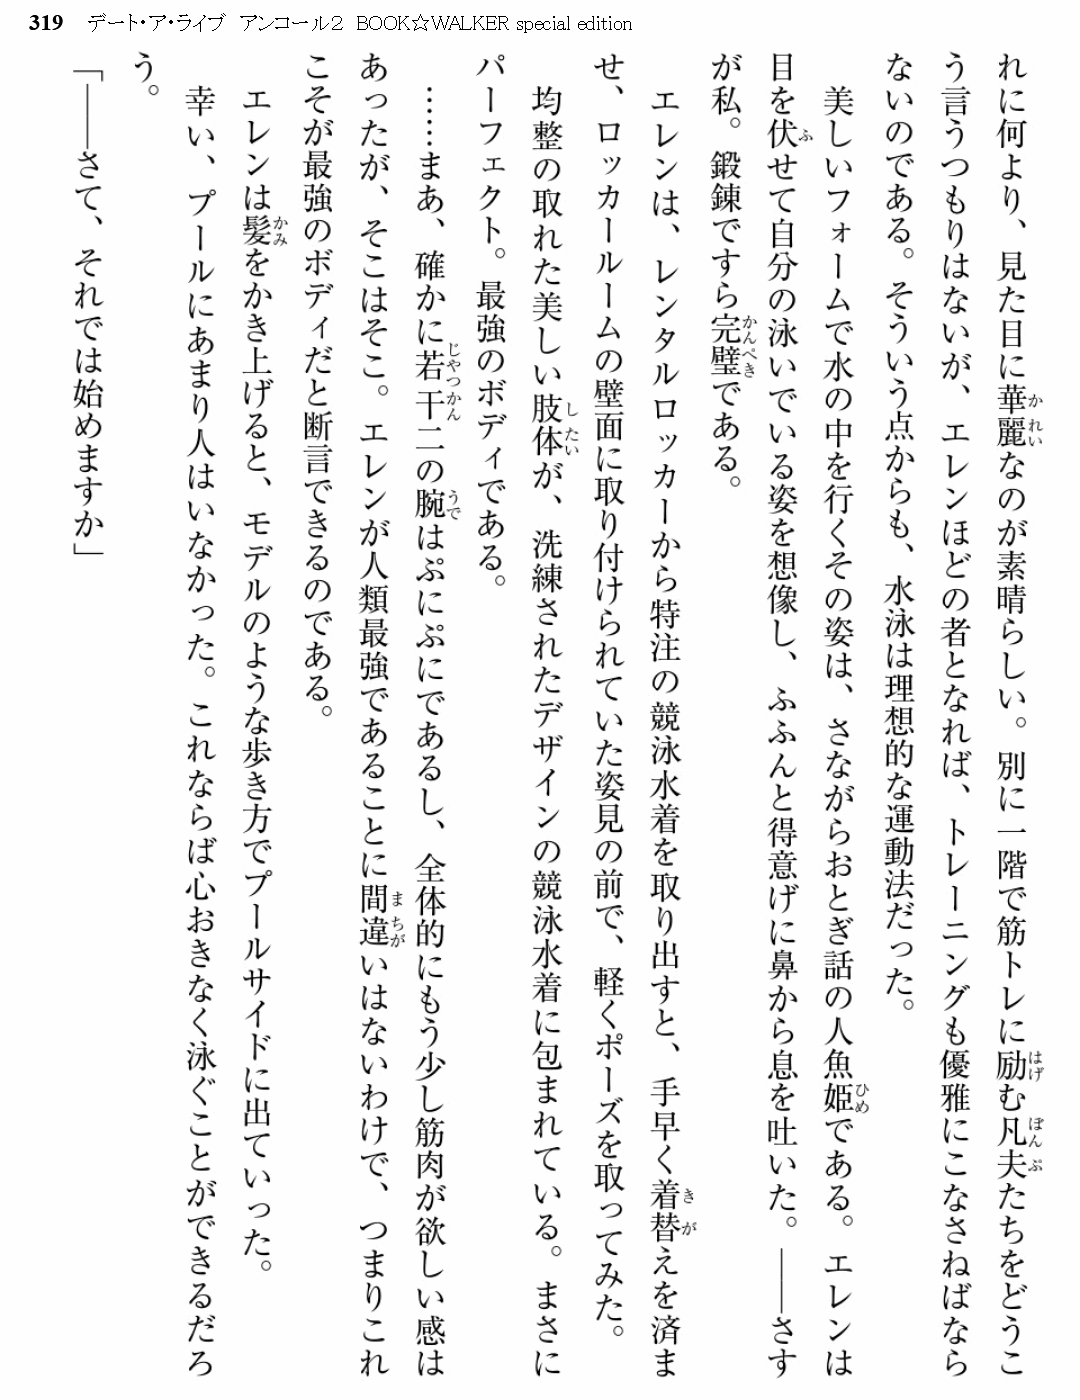 319 デート・ア・ライブ アンコール2 BOOK☆WALKER special edition
れに何より、見た目に華麗なのが素晴らしい。別に一階で筋トレに励む凡夫たちをどうこ
う言うつもりはないが、エレンほどの者となれば、トレーニングも優雅にこなさねばなら
ないのである。そういう点からも、水泳は理想的な運動法だった。
美しいフォームで水の中を行くその姿は、さながらおとぎ話の人魚姫である。エレンは
目を伏せて自分の泳いでいる姿を想像し、ふふんと得意げに鼻から息を吐いた。――さす
が私。鍛錬ですら完璧である。
エレンは、レンタルロッカーから特注の競泳水着を取り出すと、手早く着替えを済ま
せ、ロッカールームの壁面に取り付けられていた姿見の前で、軽くポーズを取ってみた。
均整の取れた美しい肢体が、洗練されたデザインの競泳水着に包まれている。まさに
パーフェクト。最強のボディである。
……まあ、確かに若干二の腕はぷにぷにであるし、全体的にもう少し筋肉が欲しい感は
あったが、そこはそこ。エレンが人類最強であることに間違いはないわけで、つまりこれ
こそが最強のボディだと断言できるのである。
エレンは髪をかき上げると、モデルのような歩き方でプールサイドに出ていった。
幸い、プールにあまり人はいなかった。これならば心おきなく泳ぐことができるだろ
う。
「――さて、それでは始めますか」